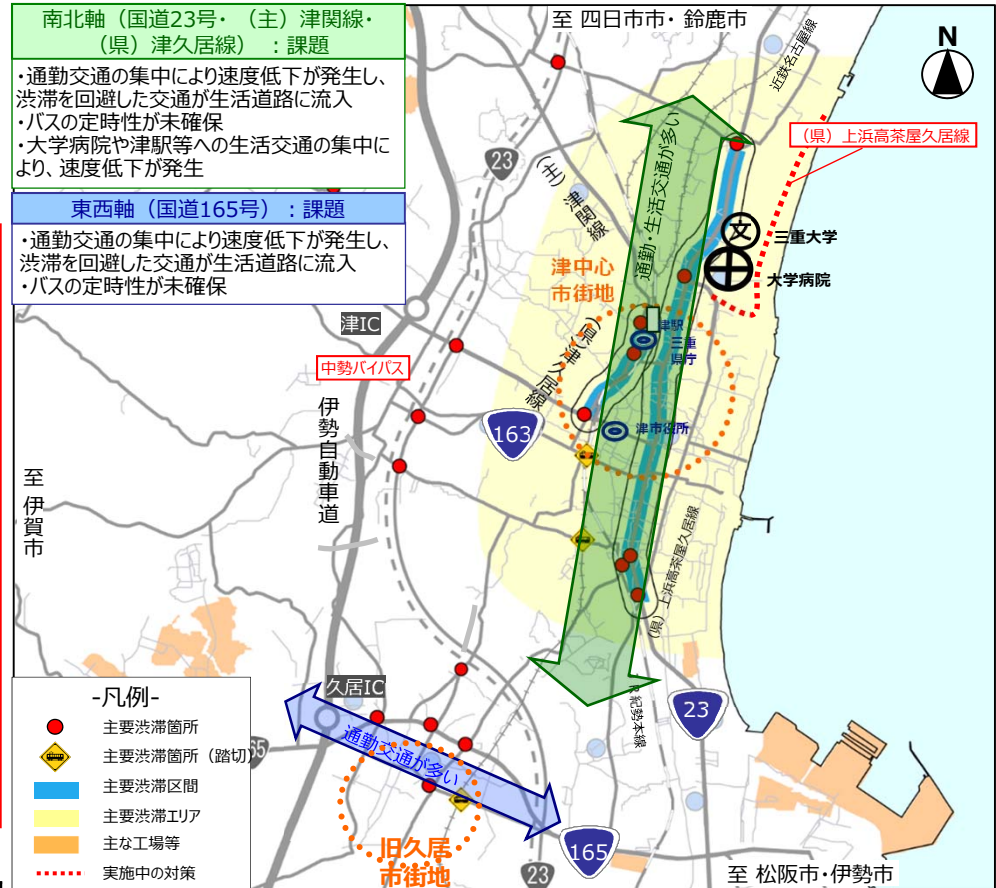 南北軸（国道23号・（主）津関線・
（県）津久居線）：課題
・通勤交通の集中により速度低下が発生し、
渋滞を回避した交通が生活道路に流入
・バスの定時性が未確保
・大学病院や津駅等への生活交通の集中に
より、速度低下が発生
東西軸（国道165号）：課題
・通勤交通の集中により速度低下が発生し、
渋滞を回避した交通が生活道路に流入
・バスの定時性が未確保
至 四日市市・鈴鹿市
近鉄名古屋線
N
（県）上浜高茶屋久居線
23
（主）津関線
通勤・生活交通が多い
文
三重大学
大学病院
津中心
市街地
津IC
津駅
三重
県庁
（県）津久居線
中勢バイパス
伊勢自動車道
163
津市役所
至 伊賀市
（県）上浜高茶屋久居線
久居IC
紀勢本線
23
65
通勤交通が多い
旧久居
市街地
165
23
至 松阪市・伊勢市
-凡例-
主要渋滞箇所
主要渋滞箇所（踏切）
主要渋滞区間
主要渋滞エリア
主な工場等
実施中の対策